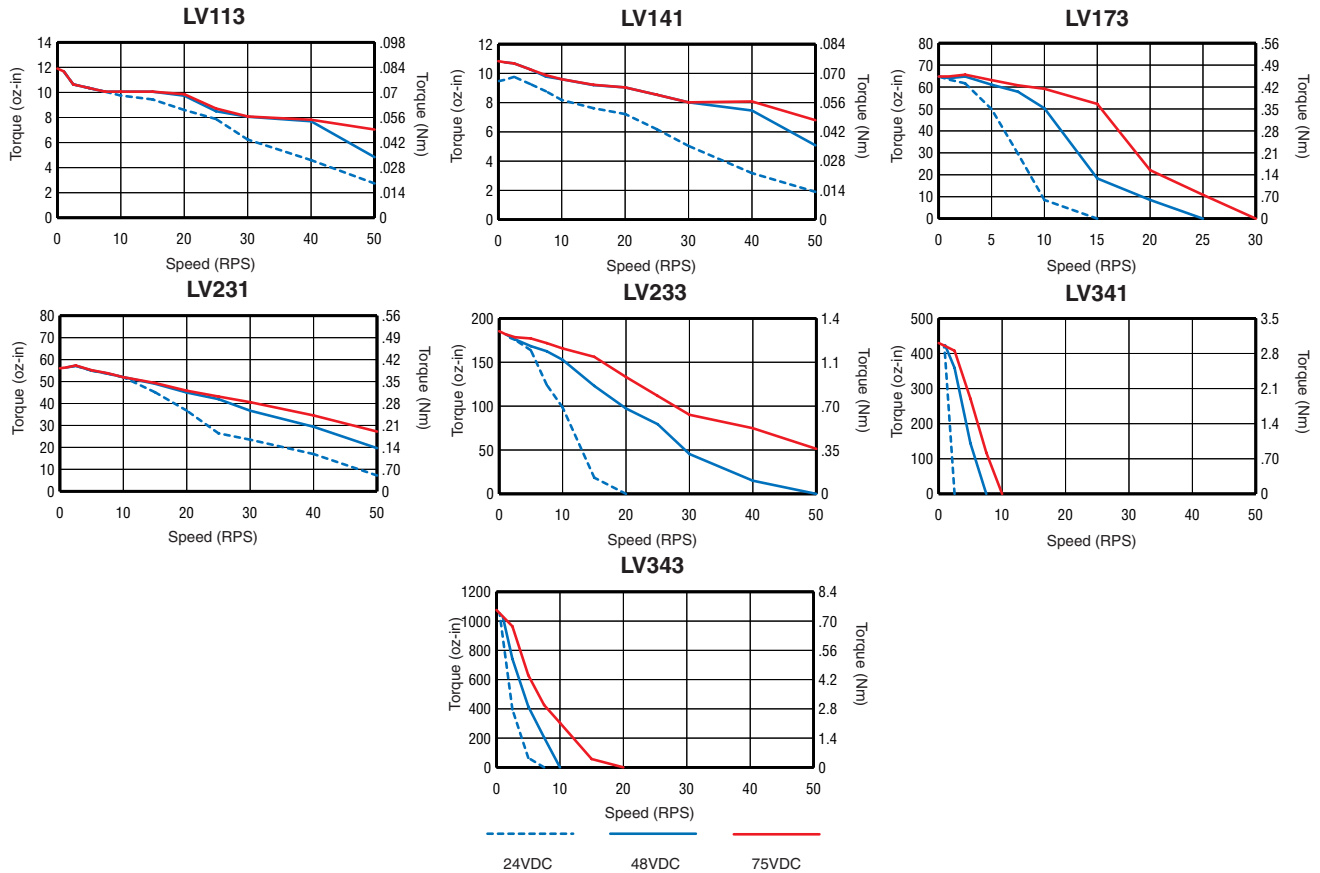 LV113
14
12
10
8
6
4
2
0
Torque (oz-in)
.098
.084
.07
.056
.042
.028
.014
0
Torque (Nm)
0 10 20 30 40 50
Speed (RPS)
LV141
12
10
8
6
4
2
0
Torque (oz-in)
.084
.070
.056
.042
.028
.014
0
Torque (Nm)
0 10 20 30 40 50
Speed (RPS)
LV173
80
70
60
50
40
30
20
10
0
Torque (oz-in)
.56
.49
.42
.35
.28
.21
.14
.70
0
Torque (Nm)
0 5 10 15 20 25 30
Speed (RPS)
LV231
80
70
60
50
40
30
20
10
0
Torque (oz-in)
.56
.49
.42
.35
.28
.21
.14
.70
0
Torque (Nm)
0 10 20 30 40 50
Speed (RPS)
LV233
200
150
100
50
0
Torque (oz-in)
1.4
1.1
.70
.35
0
Torque (Nm)
0 10 20 30 40 50
Speed (RPS)
LV341
500
400
300
200
100
0
Torque (oz-in)
3.5
2.8
2.1
1.4
.70
0
Torque (Nm)
0 10 20 30 40 50
Speed (RPS)
LV343
1200
1000
800
600
400
200
0
Torque (oz-in)
8.4
.70
.56
4.2
2.8
1.4
0
Torque (Nm)
0 10 20 30 40 50
Speed (RPS)
24VDC 48VDC 75VDC